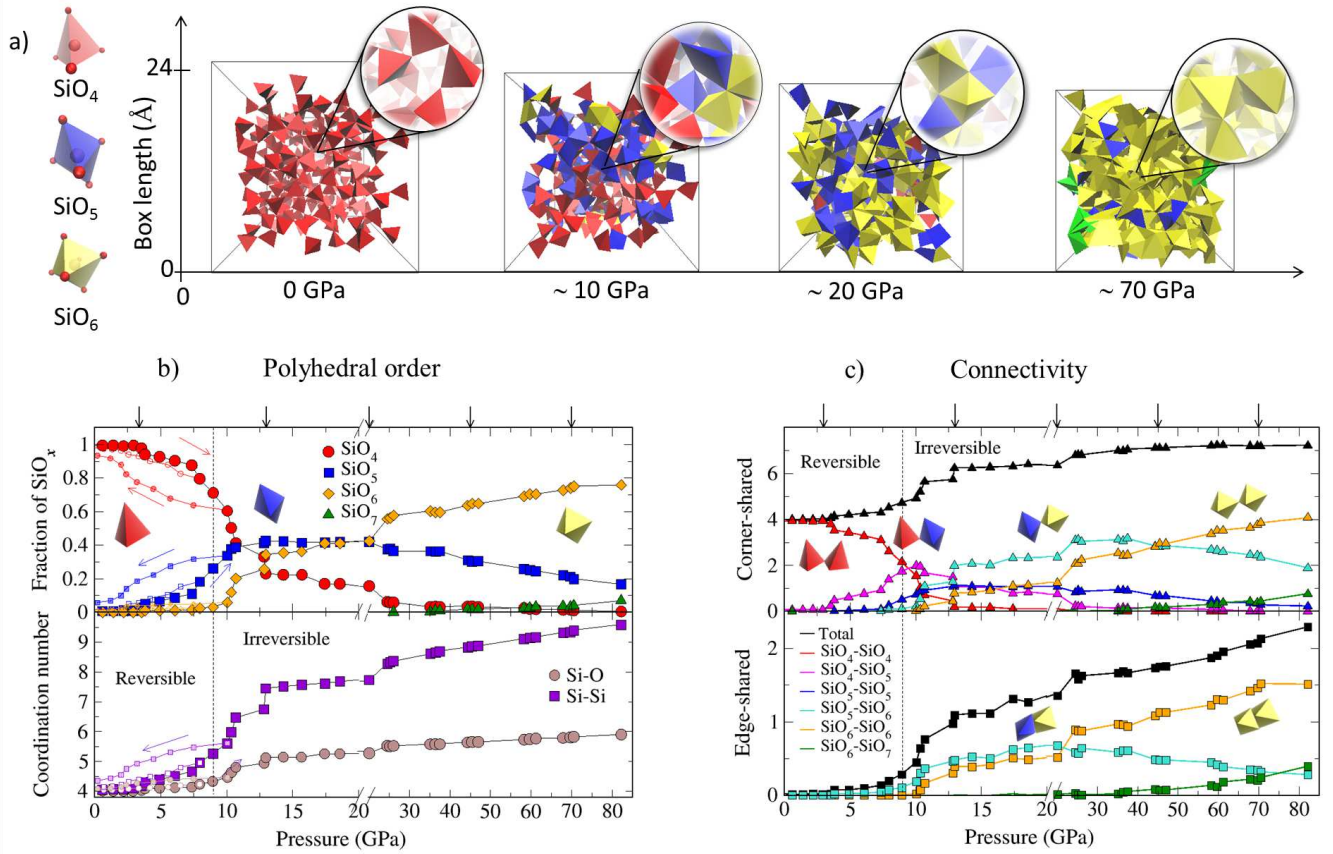 a)
SiO4
SiO5
SiO6
Box length (Å)
24
0
0
0 GPa
~ 10 GPa
~ 20 GPa
~ 70 GPa
b) Polyhedral order
Fraction of SiOx
1
0.8
0.6
0.4
0.2
0
SiO4
SiO5
SiO6
SiO7
Coordination number
9
8
7
6
5
4
Reversible
Irreversible
Si-O
Si-Si
0 5 10 15 20 30 40 50 60 70 80
Pressure (GPa)
c) Connectivity
Corner-shared
6
4
2
0
Reversible
Irreversible
Edge-shared
2
1
0
Total
SiO4-SiO4
SiO4-SiO5
SiO5-SiO5
SiO5-SiO6
SiO6-SiO6
SiO6-SiO7
0 5 10 15 20 30 40 50 60 70 80
Pressure (GPa)